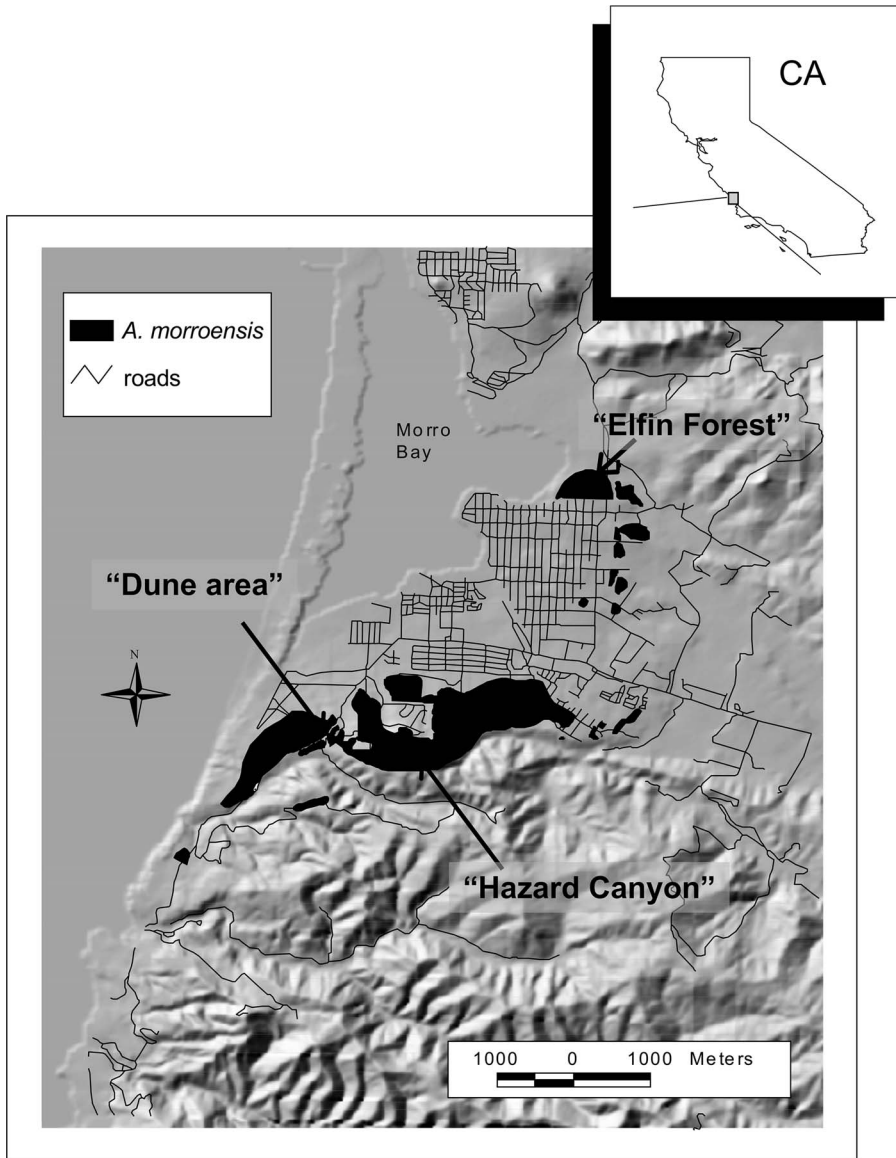 CA
A. morroensis
roads
Morro
Bay
“Elfin Forest”
“Dune area”
N
“Hazard Canyon”
1000 0 1000 Meters